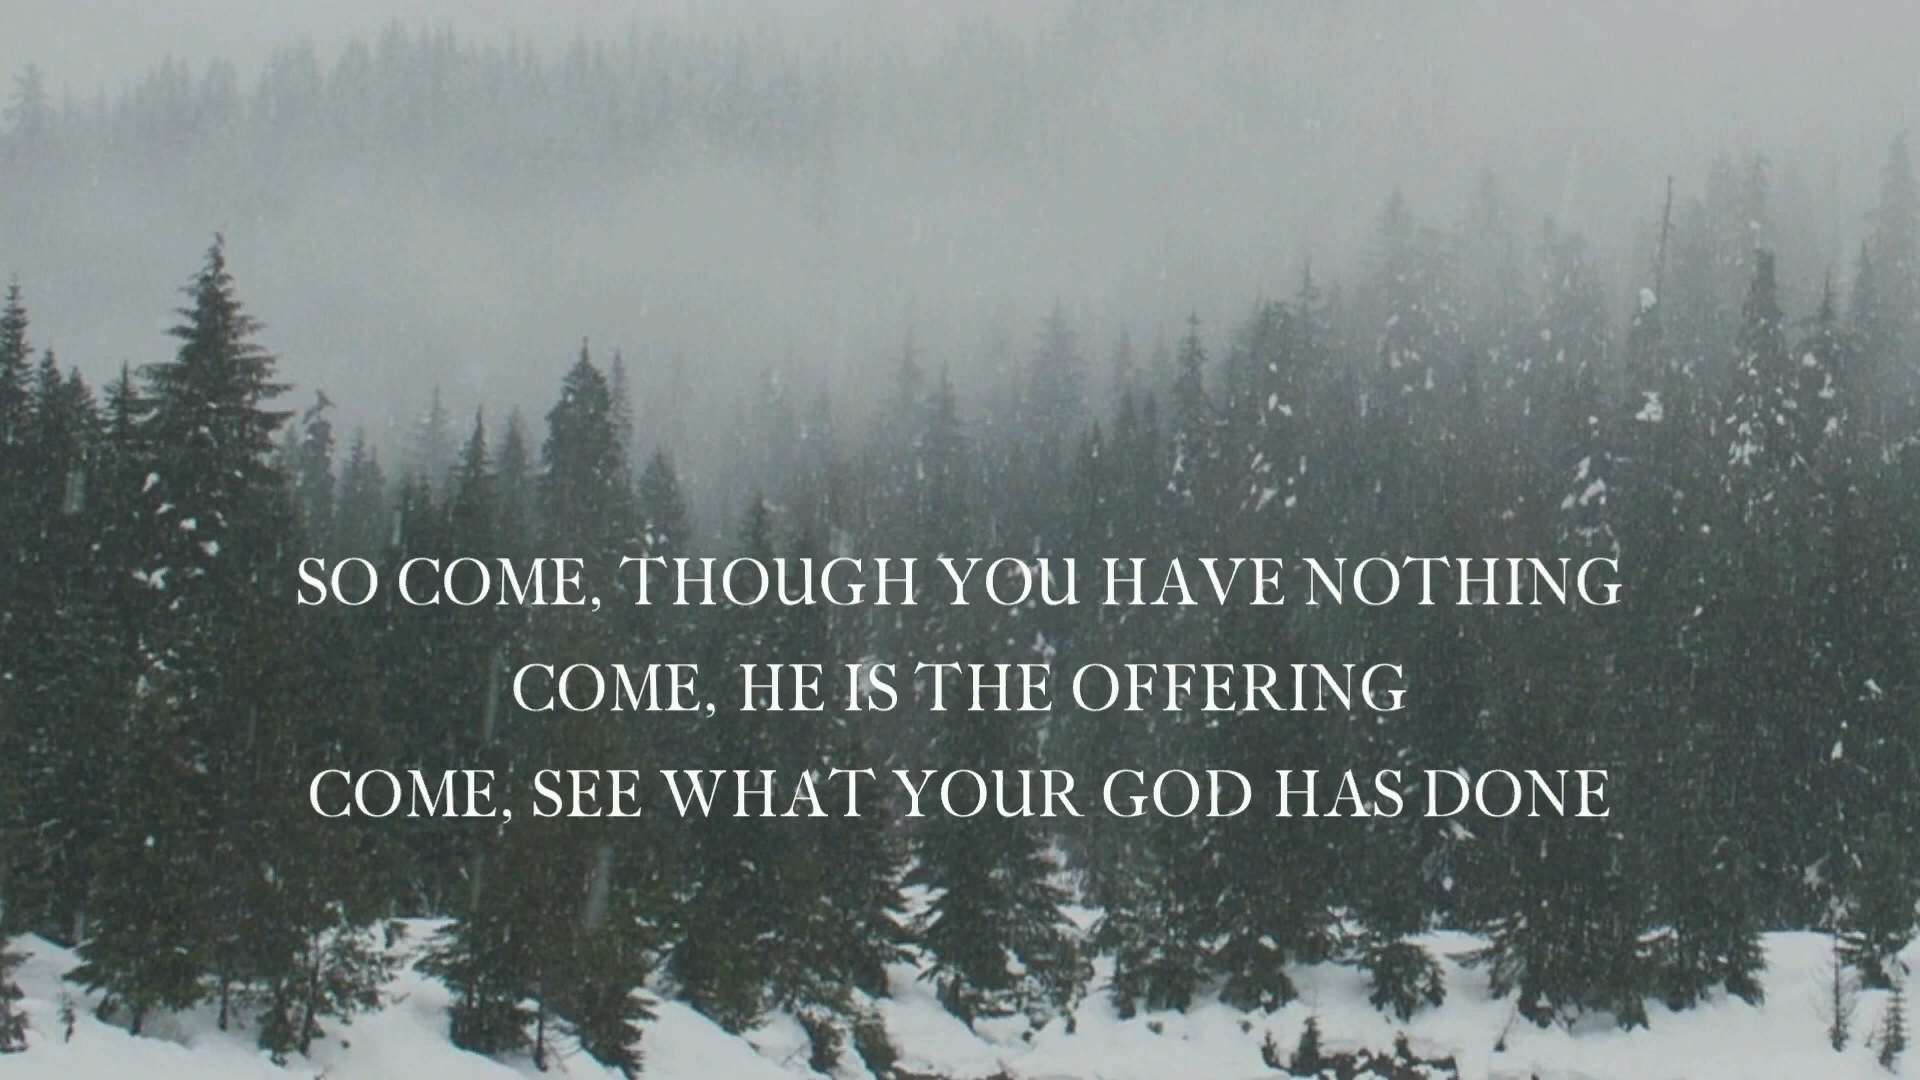 SO COME, THOUGH YOU HAVE NOTHING
COME, HE IS THE OFFERING
COME, SEE WHAT YOUR GOD HAS DONE